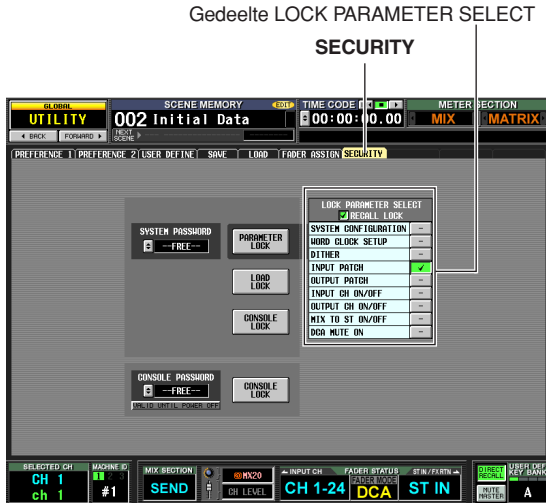 Gedeelte LOCK PARAMETER SELECT
SECURITY
GLOBAL
UTILITY
BACK
FORWARD
SCENE MEMORY
EDIT
002 Initial Data
NEXT SCENE
TIME CODE
00:00:00.00
METER SECTION
MIX
MATRIX
PREFERENCE 1
PREFERENCE 2
USER DEFINE
SAVE
LOAD
FADER ASSIGN
SECURITY
SYSTEM PASSWORD
--FREE--
PARAMETER LOCK
LOAD LOCK
CONSOLE LOCK
LOCK PARAMETER SELECT
RECALL LOCK
SYSTEM CONFIGURATION
WORD CLOCK SETUP
DITHER
INPUT PATCH
OUTPUT PATCH
INPUT CH ON/OFF
OUTPUT CH ON/OFF
MIX TO ST ON/OFF
DCA MUTE ON
CONSOLE PASSWORD
--FREE--
VALID UNTIL POWER OFF
CONSOLE LOCK
SELECTED CH
CH 1
ch 1
MACHINE ID
1 2 3
#1
MIX SECTION
SEND
MX20
CH LEVEL
INPUT CH
CH 1-24
FADER STATUS
FADER MODE
DCA
ST IN/FX RTN
ST IN
DIRECT RECALL
MUTE MASTER
USER DEF
KEY BANK
A